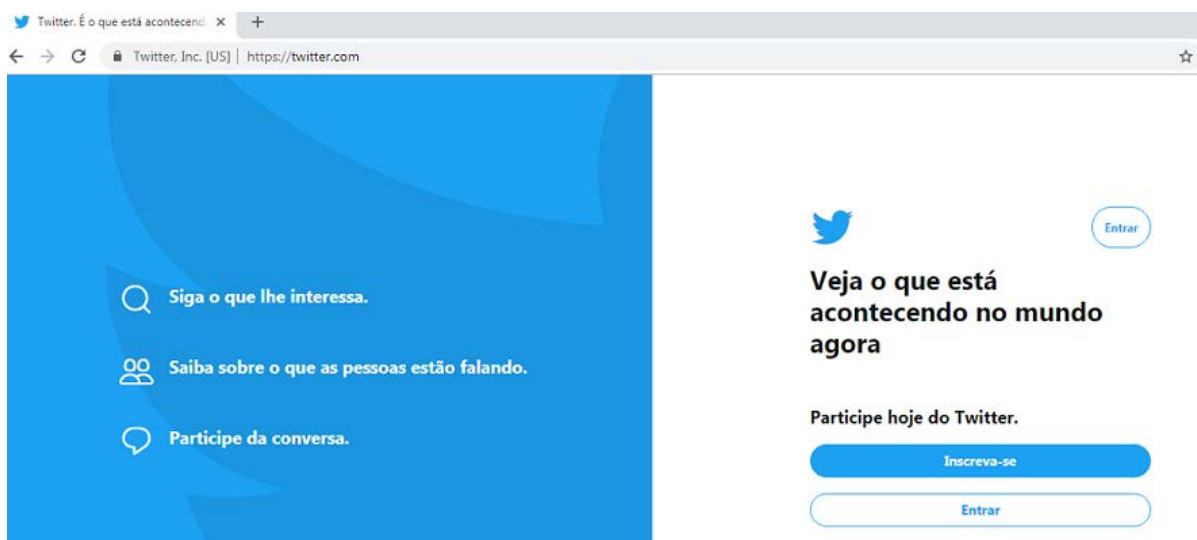 Twitter. É o que está acontecend
Twitter, Inc. [US] | https://twitter.com
Siga o que lhe interessa.
Saiba sobre o que as pessoas estão falando.
Participe da conversa.
Entrar
Veja o que está
acontecendo no mundo
agora
Participe hoje do Twitter.
Inscreva-se
Entrar